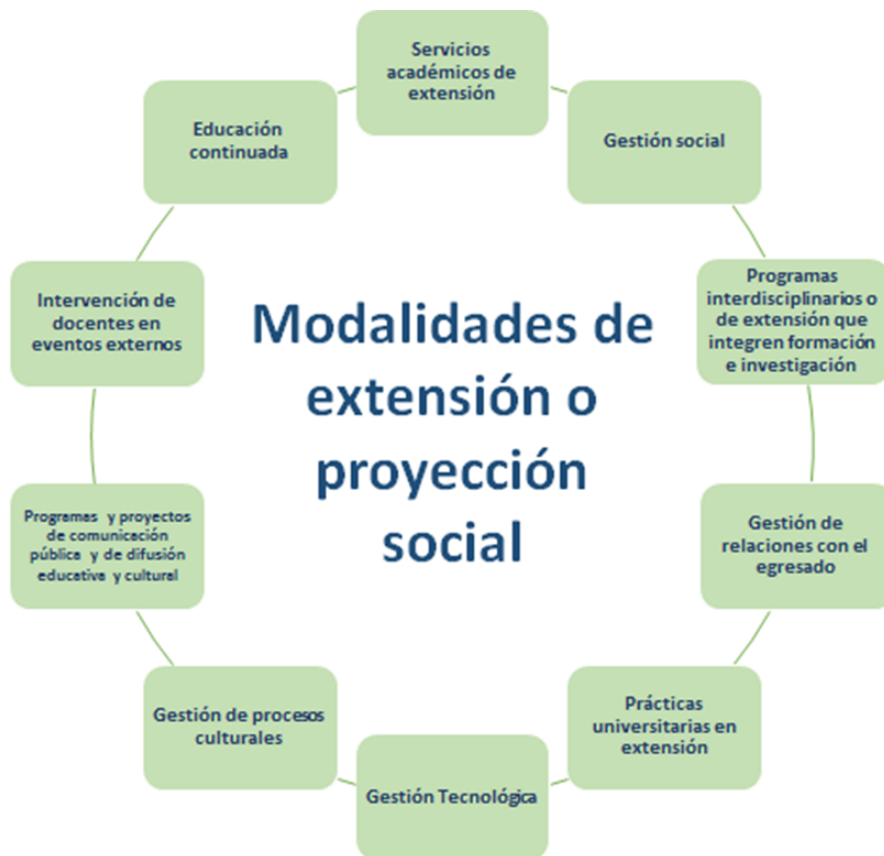 Servicios
académicos de
extensión
Gestión social
Programas
interdisciplinarios o
de extensión que
integren formación
e investigación
Gestión de
relaciones con el
egresado
Prácticas
universitarias en
extensión
Gestión Tecnológica
Gestión de procesos
culturales
Programas y proyectos
de comunicación
pública y de difusión
educativa y cultural
Intervención de
docentes en
eventos externos
Educación
continuada
Modalidades de
extensión o
proyección
social